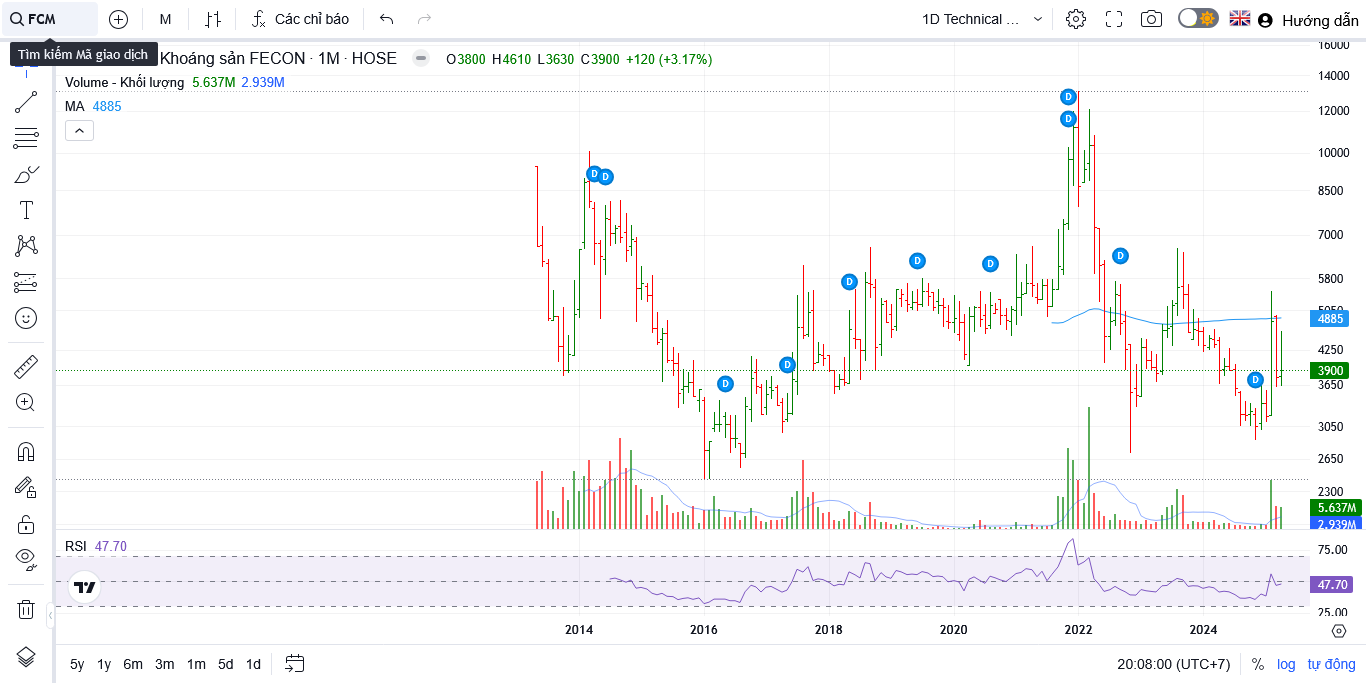 FCM
M
Các chỉ báo
1D Technical ...
Hướng dẫn
Tìm kiếm Mã giao dịch
Khoáng sản FECON · 1M · HOSE
O3800 H4610 L3630 C3900 +120 (+3.17%)
Volume - Khối lượng 5.637M 2.939M
MA 4885
D
D
D
D
D
D
D
D
D
D
D
D
16000
14000
12000
10000
8500
7000
5800
5050
4885
4250
3900
3650
3050
2650
2300
5.637M
2.939M
RSI 47.70
75.00
47.70
25.00
2014 2016 2018 2020 2022 2024
5y 1y 6m 3m 1m 5d 1d
20:08:00 (UTC+7) % log tự động